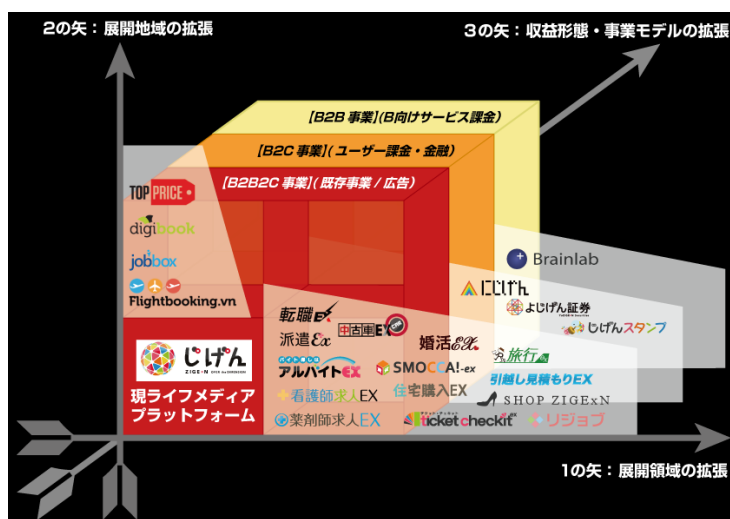 2の矢：展開地域の拡張
3の矢：収益形態・事業モデルの拡張
【B2B 事業】(B向けサービス課金)
【B2C 事業】( ユーザー課金・金融)
【B2B2C 事業】( 既存事業 / 広告)
TOP PRICE
digibook
jobbox
Flightbooking.vn
Brainlab
にじげん
よじげん証券
じげんスタンプ
転職EX
中古車EX
派遣Ex
婚活EX
旅行
アルバイトEX
SMOCCA!-ex
引越し見積もりEX
看護師求人EX
住宅購入EX
SHOP ZIGExN
薬剤師求人EX
ticket checkit
リジョブ
じげん
現ライフメディア
プラットフォーム
1の矢：展開領域の拡張